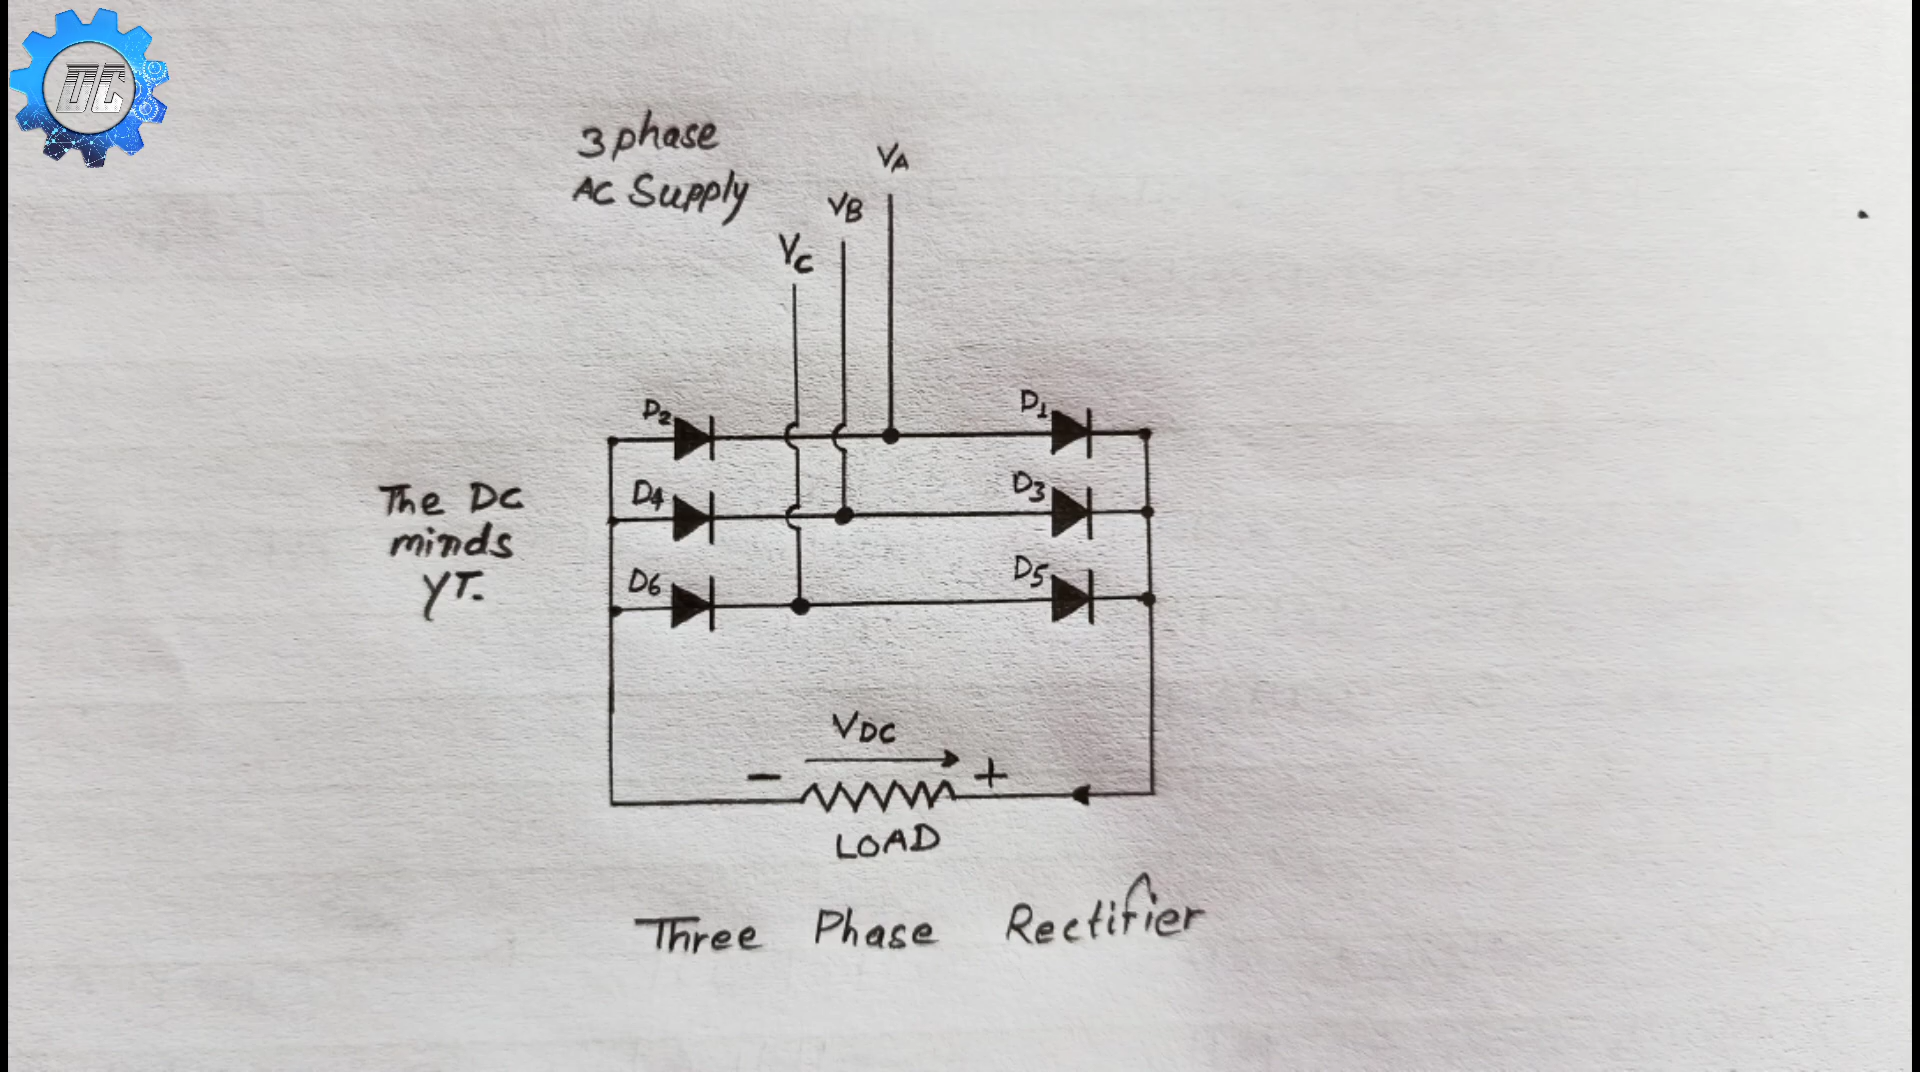 DC
3 phase
AC Supply
VA
VB
VC
D2
D1
D4
D3
D6
D5
The DC
minds
YT.
VDC
− +
LOAD
Three Phase Rectifier